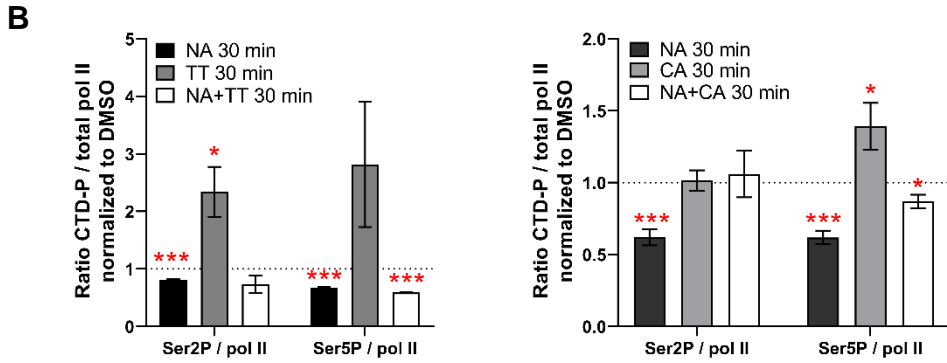 B
Ratio CTD-P / total pol II
normalized to DMSO
5
4
3
2
1
0
NA 30 min
TT 30 min
NA+TT 30 min
***
*
***
***
Ser2P / pol II
Ser5P / pol II
Ratio CTD-P / total pol II
normalized to DMSO
2.0
1.5
1.0
0.5
0.0
NA 30 min
CA 30 min
NA+CA 30 min
***
***
*
*
Ser2P / pol II
Ser5P / pol II